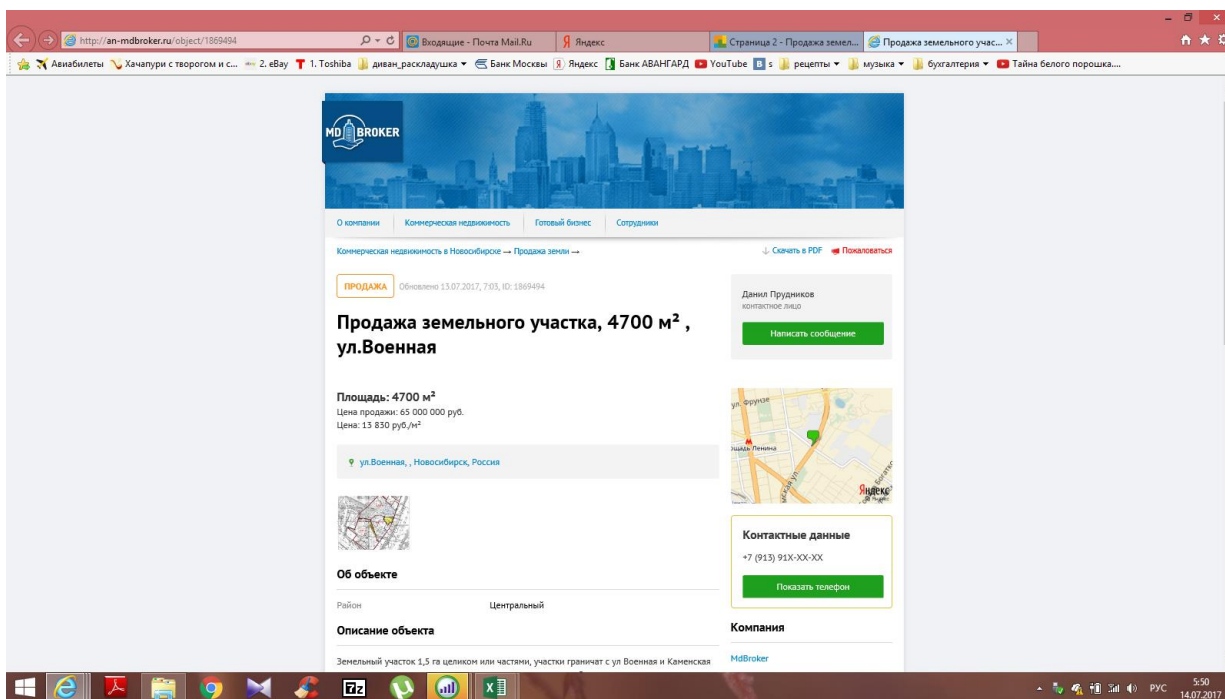 http://an-mdbroker.ru/object/1869494
Входящие - Почта Mail.Ru
Яндекс
Страница 2 - Продажа земел...
Продажа земельного учас...
Авиабилеты
Хачапури с творогом и с...
2. eBay
1. Toshiba
диван_раскладушка
Банк Москвы
Яндекс
Банк АВАНГАРД
YouTube
s
рецепты
музыка
бухгалтерия
Тайна белого порошка....
MD BROKER
О компании
Коммерческая недвижимость
Готовый бизнес
Сотрудники
Коммерческая недвижимость в Новосибирске → Продажа земли →
Скачать в PDF
Пожаловаться
ПРОДАЖА
Обновлено 13.07.2017, 7:03, ID: 1869494
Продажа земельного участка, 4700 м² ,
ул.Военная
Площадь: 4700 м²
Цена продажи: 65 000 000 руб.
Цена: 13 830 руб./м²
ул.Военная, , Новосибирск, Россия
Об объекте
Район Центральный
Описание объекта
Земельный участок 1,5 га целиком или частями, участки граничат с ул Военная и Каменская
Данил Прудников
контактное лицо
Написать сообщение
ул. Фрунзе
ощадь Ленина
Яндекс
Контактные данные
+7 (913) 91X-XX-XX
Показать телефон
Компания
MdBroker
РУС
5:50
14.07.2017